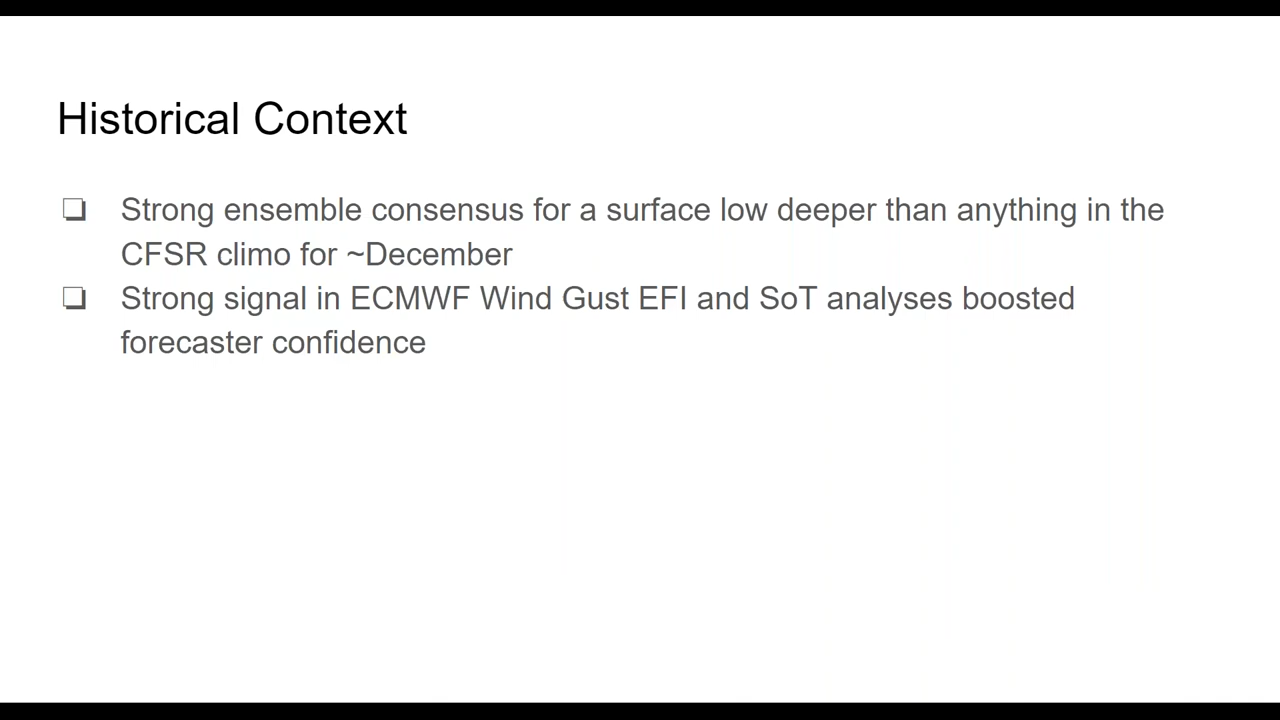 Historical Context
❏ Strong ensemble consensus for a surface low deeper than anything in the
CFSR climo for ~December
❏ Strong signal in ECMWF Wind Gust EFI and SoT analyses boosted
forecaster confidence